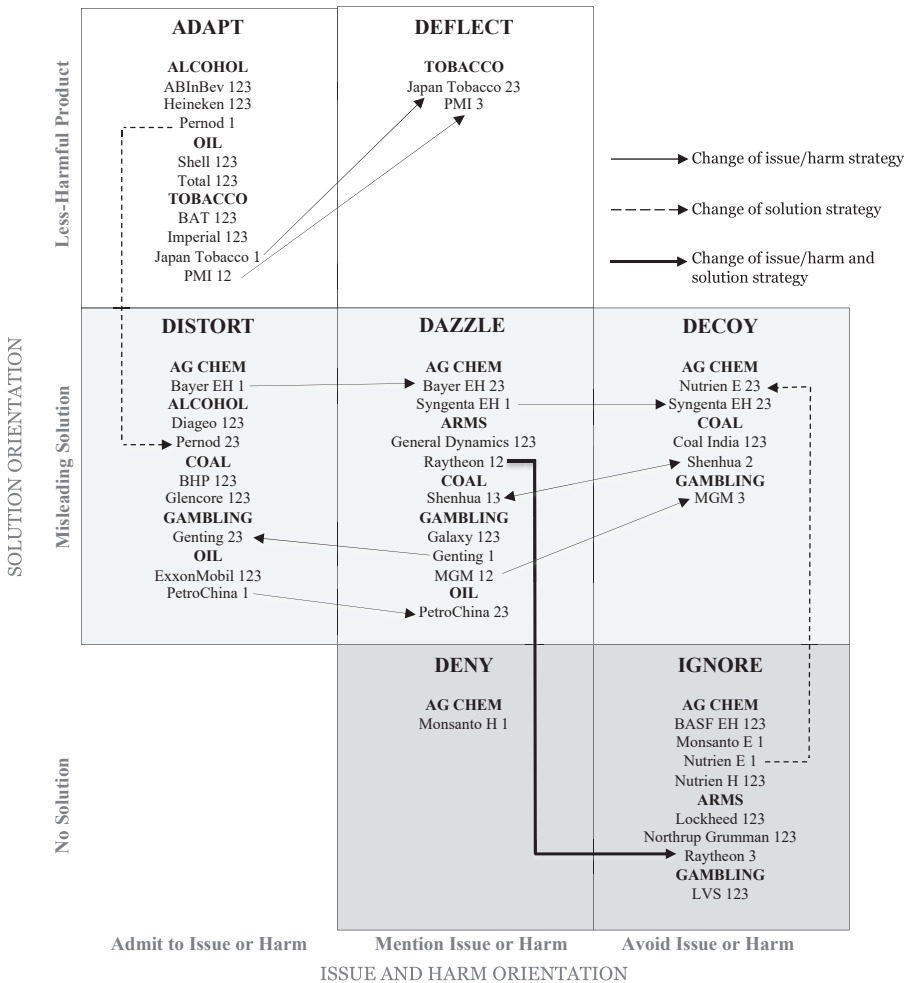 ADAPT
ALCOHOL
ABInBev 123
Heineken 123
Pernod 1
OIL
Shell 123
Total 123
TOBACCO
BAT 123
Imperial 123
Japan Tobacco 1
PMI 12
DEFLECT
TOBACCO
Japan Tobacco 23
PMI 3
Change of issue/harm strategy
Change of solution strategy
Change of issue/harm and
solution strategy
DISTORT
AG CHEM
Bayer EH 1
ALCOHOL
Diageo 123
Pernod 23
COAL
BHP 123
Glencore 123
GAMBLING
Genting 23
OIL
ExxonMobil 123
PetroChina 1
DAZZLE
AG CHEM
Bayer EH 23
Syngenta EH 1
ARMS
General Dynamics 123
Raytheon 12
COAL
Shenhua 13
GAMBLING
Galaxy 123
Genting 1
MGM 12
OIL
PetroChina 23
DECOY
AG CHEM
Nutrien E 23
Syngenta EH 23
COAL
Coal India 123
Shenhua 2
GAMBLING
MGM 3
DENY
AG CHEM
Monsanto H 1
IGNORE
AG CHEM
BASF EH 123
Monsanto E 1
Nutrien E 1
Nutrien H 123
ARMS
Lockheed 123
Northrup Grumman 123
Raytheon 3
GAMBLING
LVS 123
SOLUTION ORIENTATION
Less-Harmful Product
Misleading Solution
No Solution
Admit to Issue or Harm
Mention Issue or Harm
Avoid Issue or Harm
ISSUE AND HARM ORIENTATION